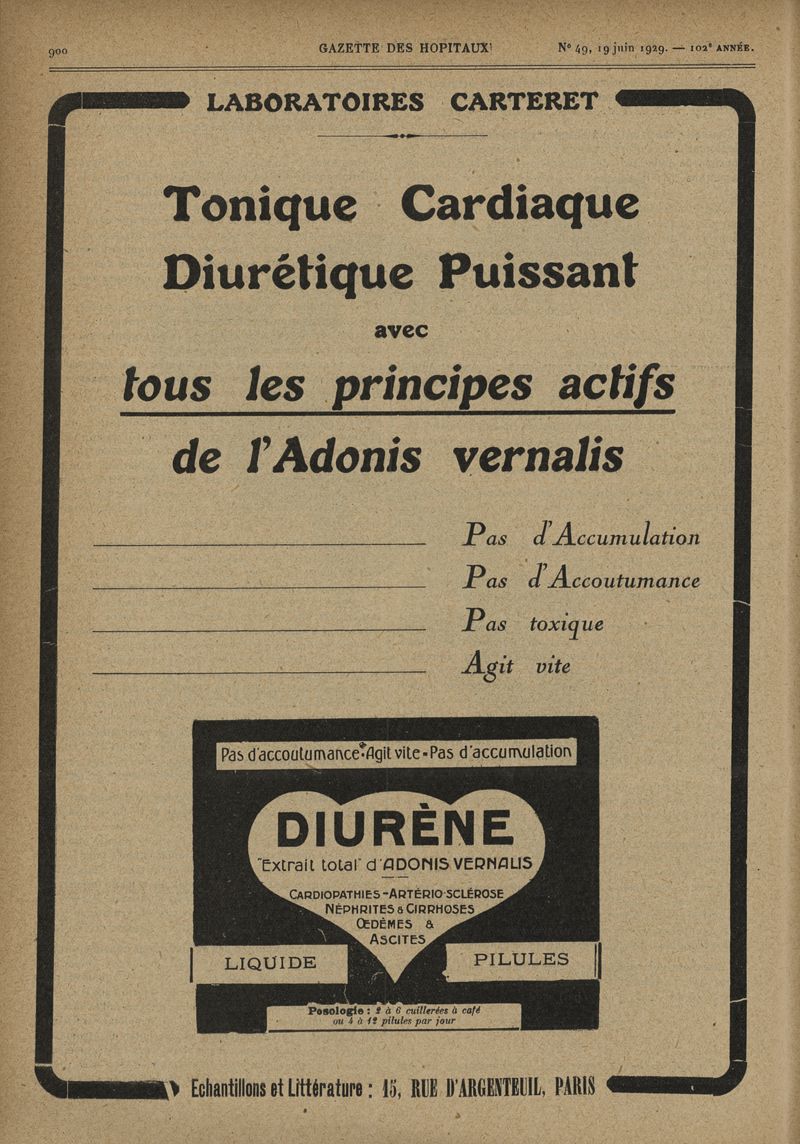 900
GAZETTE DES HOPITAUX
N° 49, 19 juin 1929. — 102e ANNÉE.
LABORATOIRES CARTERET
Tonique Cardiaque
Diurétique Puissant
avec
tous les principes actifs
de l'Adonis vernalis
Pas d'Accumulation
Pas d'Accoutumance
Pas toxique
Agit vite
Pas d'accoutumance-Agit vite-Pas d'accumulation
DIURÈNE
"Extrait total" d'ADONIS VERNALIS
CARDIOPATHIES-ARTÉRIO-SCLÉROSE
NÉPHRITES & CIRRHOSES
ŒDÈMES &
ASCITES
LIQUIDE
PILULES
Posologie : 2 à 6 cuillerées à café
ou 4 à 12 pilules par jour
Echantillons et Littérature : 15, RUE D'ARGENTEUIL, PARIS